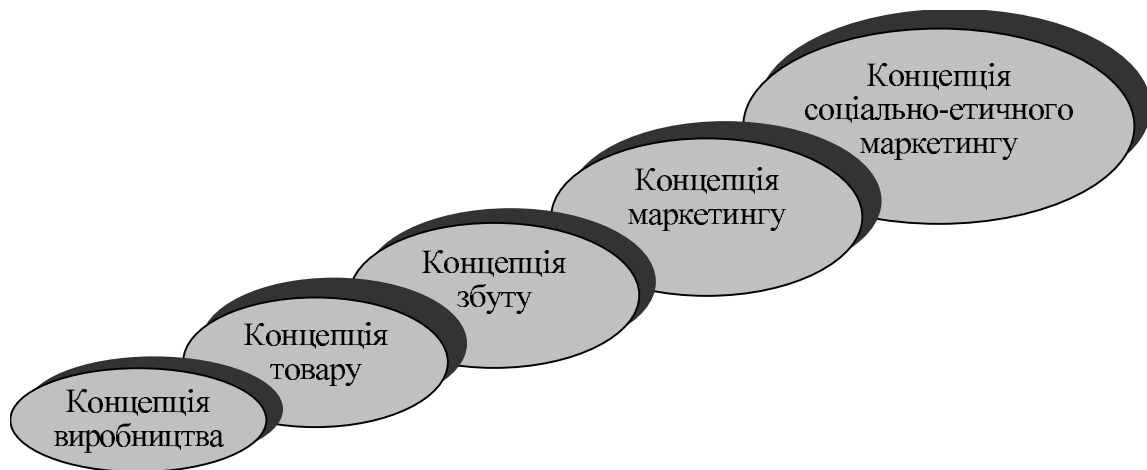 Концепція
соціально-етичного
маркетингу
Концепція
маркетингу
Концепція
збуту
Концепція
товару
Концепція
виробництва